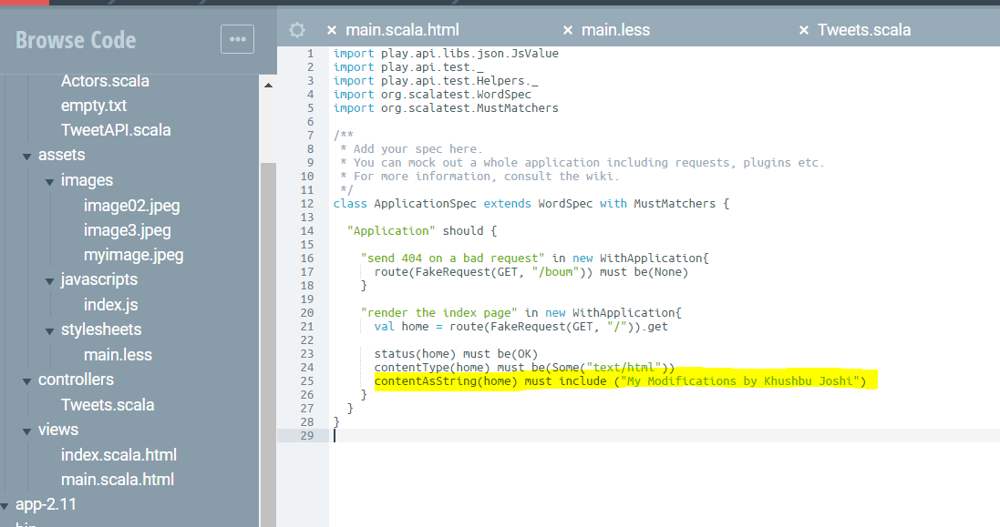 Browse Code
Actors.scala
empty.txt
TweetAPI.scala
assets
images
image02.jpeg
image3.jpeg
myimage.jpeg
javascripts
index.js
stylesheets
main.less
controllers
Tweets.scala
views
index.scala.html
main.scala.html
app-2.11
bin
× main.scala.html × main.less × Tweets.scala
1 import play.api.libs.json.JsValue
2 import play.api.test._
3 import play.api.test.Helpers._
4 import org.scalatest.WordSpec
5 import org.scalatest.MustMatchers
6
7 /**
8 * Add your spec here.
9 * You can mock out a whole application including requests, plugins etc.
10 * For more information, consult the wiki.
11 */
12 class ApplicationSpec extends WordSpec with MustMatchers {
13
14 "Application" should {
15
16 "send 404 on a bad request" in new WithApplication{
17 route(FakeRequest(GET, "/boum")) must be(None)
18 }
19
20 "render the index page" in new WithApplication{
21 val home = route(FakeRequest(GET, "/")).get
22
23 status(home) must be(OK)
24 contentType(home) must be(Some("text/html"))
25 contentAsString(home) must include ("My Modifications by Khushbu Joshi")
26 }
27 }
28 }
29